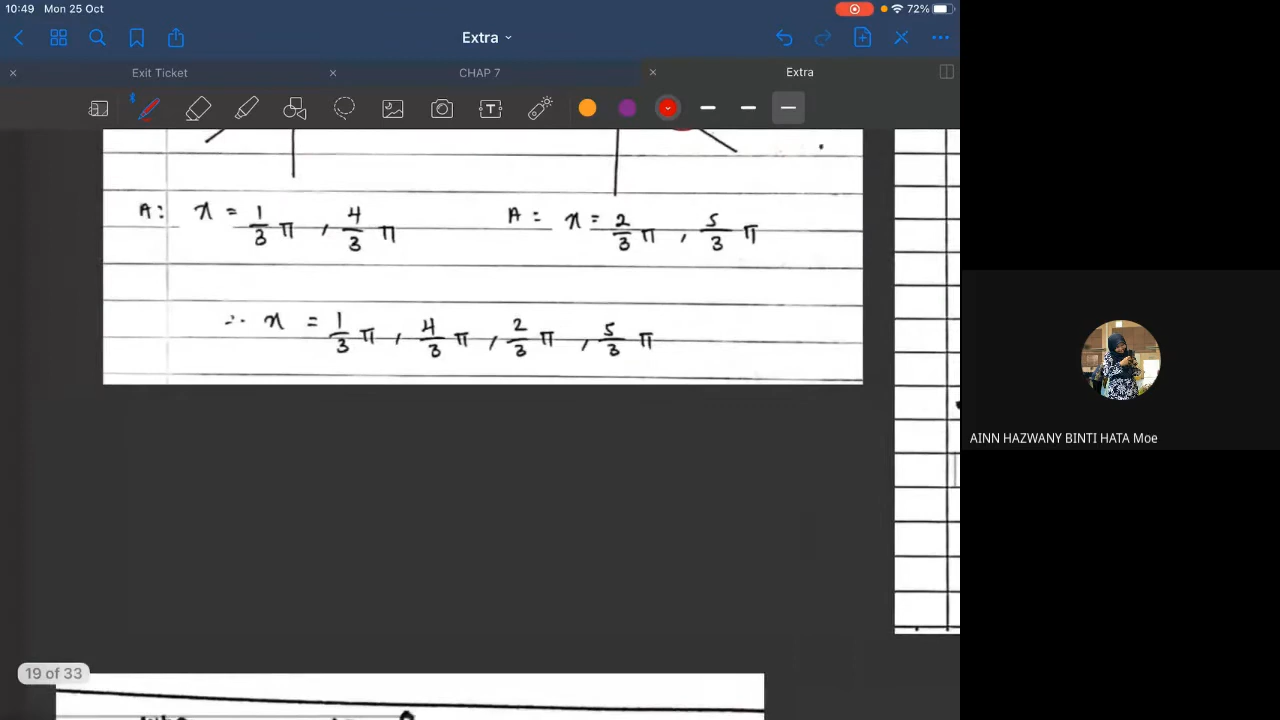 10:49 Mon 25 Oct
72%
Extra
Exit Ticket
CHAP 7
Extra
A: x = 1/3 π , 4/3 π
A: x = 2/3 π , 5/3 π
∴ x = 1/3 π , 4/3 π , 2/3 π , 5/3 π
AINN HAZWANY BINTI HATA Moe
19 of 33